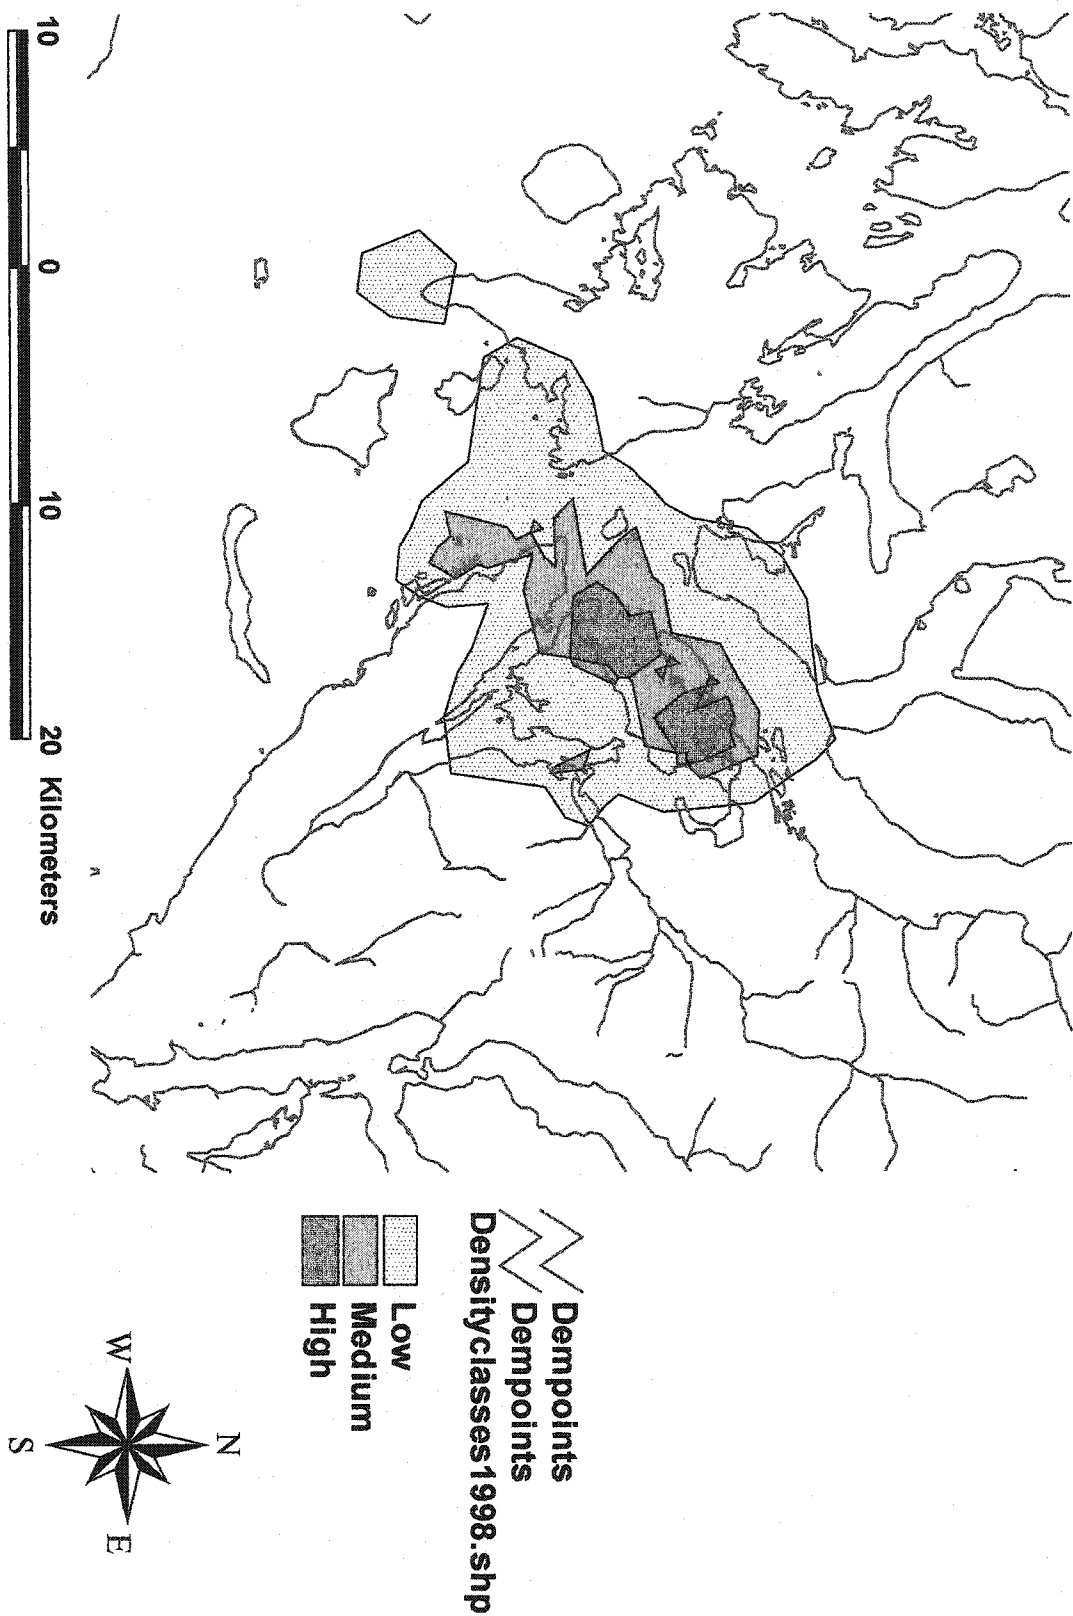 10 0 10 20 Kilometers
Dempoints
Dempoints
Densityclasses1998.shp
Low
Medium
High
N
W E
S